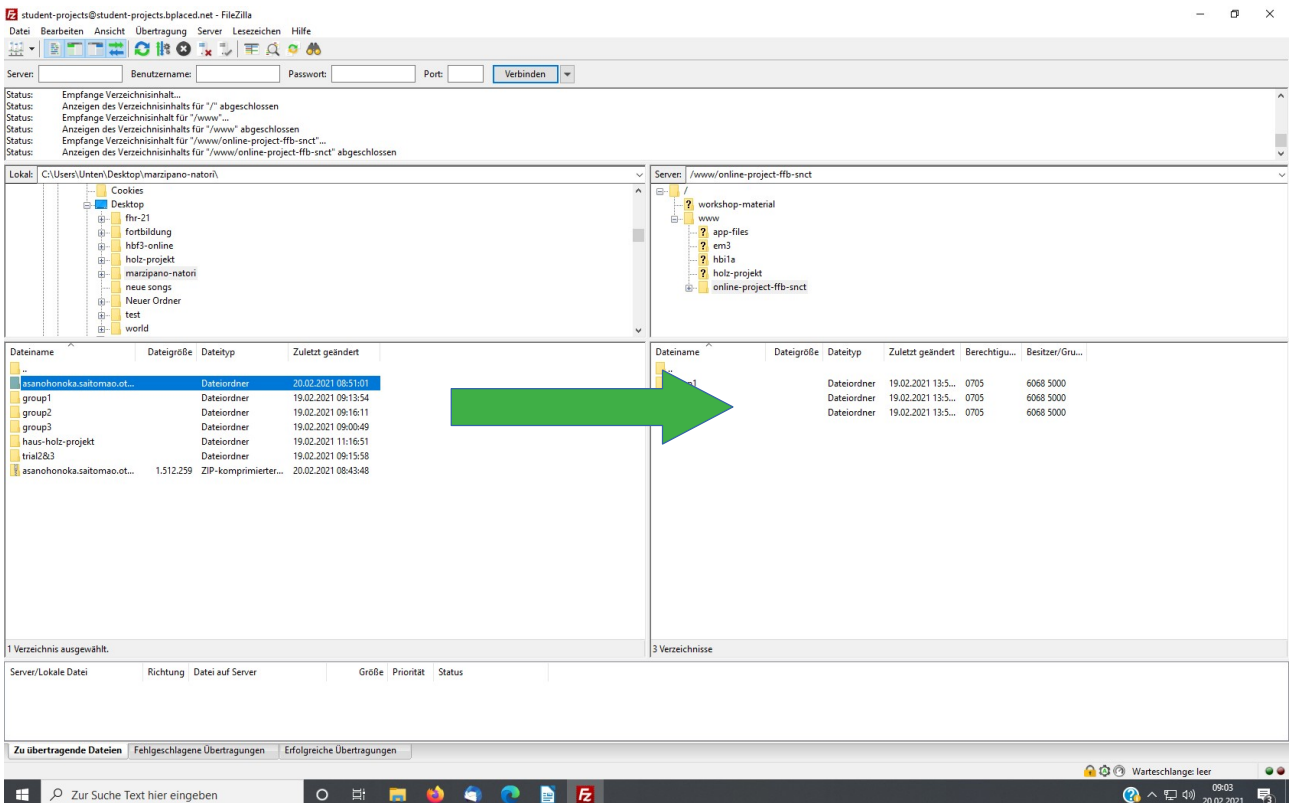 student-projects@student-projects.bplaced.net - FileZilla
Datei Bearbeiten Ansicht Übertragung Server Lesezeichen Hilfe
Server: Benutzername: Passwort: Port: Verbinden
Status: Empfange Verzeichnisinhalt...
Status: Anzeigen des Verzeichnisinhalts für "/" abgeschlossen
Status: Empfange Verzeichnisinhalt für "/www"...
Status: Anzeigen des Verzeichnisinhalts für "/www" abgeschlossen
Status: Empfange Verzeichnisinhalt für "/www/online-project-ffb-snct"...
Status: Anzeigen des Verzeichnisinhalts für "/www/online-project-ffb-snct" abgeschlossen
Lokal: C:\Users\Unten\Desktop\marzipano-natori\
Cookies
Desktop
fhr-21
fortbildung
hbf3-online
holz-projekt
marzipano-natori
neue songs
Neuer Ordner
test
world
Server: /www/online-project-ffb-snct
/
? workshop-material
www
? app-files
? em3
? hbi1a
? holz-projekt
online-project-ffb-snct
Dateiname Dateigröße Dateityp Zuletzt geändert
..
asanohonoka.saitomao.ot... Dateiordner 20.02.2021 08:51:01
group1 Dateiordner 19.02.2021 09:13:54
group2 Dateiordner 19.02.2021 09:16:11
group3 Dateiordner 19.02.2021 09:00:49
haus-holz-projekt Dateiordner 19.02.2021 11:16:51
trial2&3 Dateiordner 19.02.2021 09:15:58
asanohonoka.saitomao.ot... 1.512.259 ZIP-komprimierter... 20.02.2021 08:43:48
1 Verzeichnis ausgewählt.
Dateiname Dateigröße Dateityp Zuletzt geändert Berechtigu... Besitzer/Gru...
..
Dateiordner 19.02.2021 13:5... 0705 6068 5000
Dateiordner 19.02.2021 13:5... 0705 6068 5000
Dateiordner 19.02.2021 13:5... 0705 6068 5000
3 Verzeichnisse
Server/Lokale Datei Richtung Datei auf Server Größe Priorität Status
Zu übertragende Dateien Fehlgeschlagene Übertragungen Erfolgreiche Übertragungen
Warteschlange: leer
Zur Suche Text hier eingeben
09:03
20.02.2021